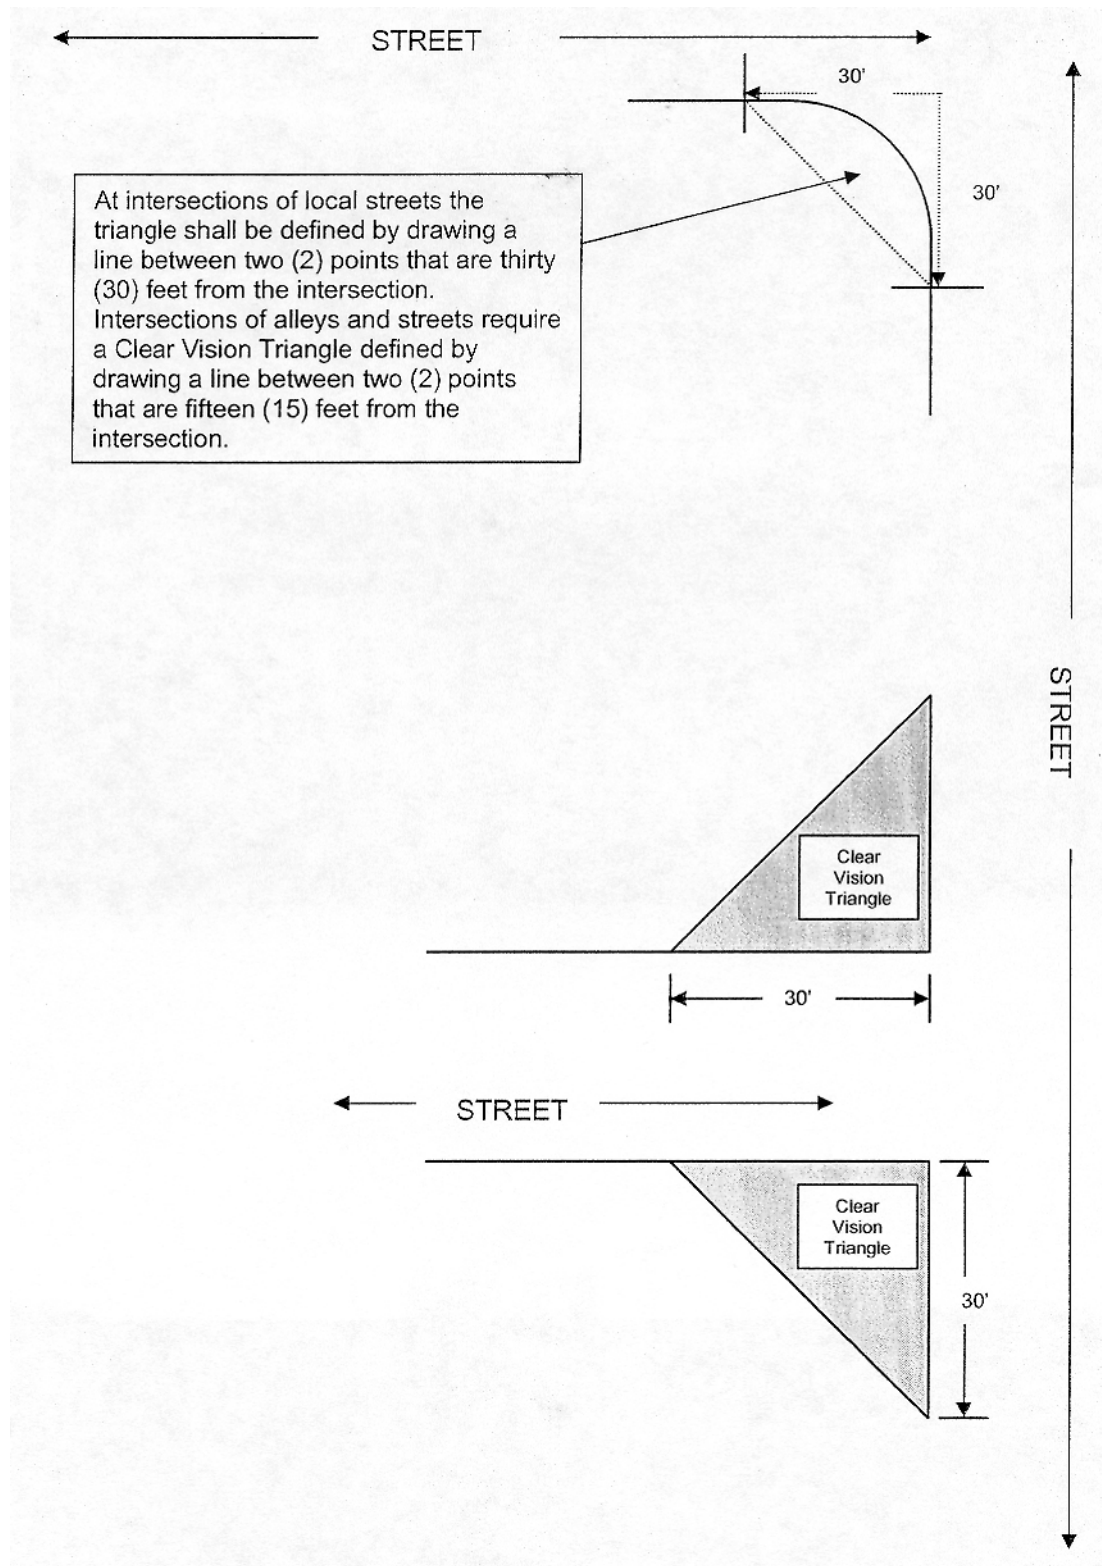 STREET
30'
30'
At intersections of local streets the
triangle shall be defined by drawing a
line between two (2) points that are thirty
(30) feet from the intersection.
Intersections of alleys and streets require
a Clear Vision Triangle defined by
drawing a line between two (2) points
that are fifteen (15) feet from the
intersection.
STREET
Clear
Vision
Triangle
30'
STREET
Clear
Vision
Triangle
30'